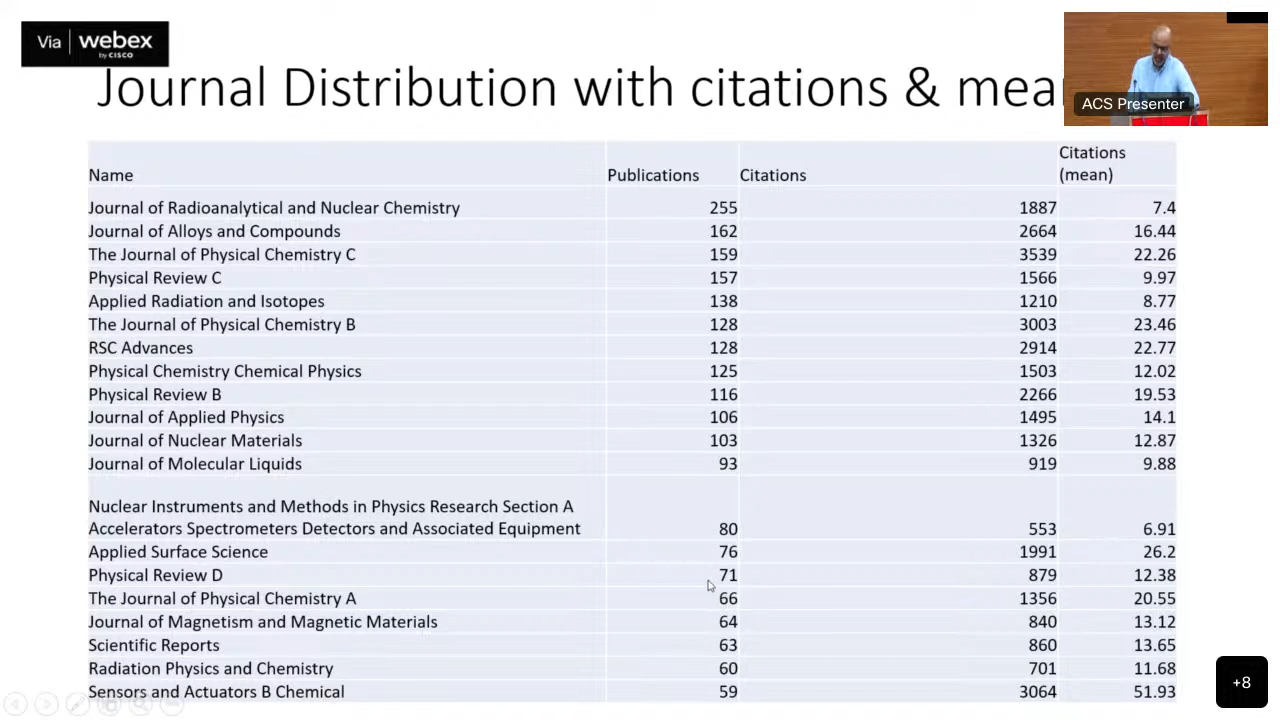 Via webex
by CISCO
Journal Distribution with citations & mea
ACS Presenter
Name Publications Citations Citations (mean)
Journal of Radioanalytical and Nuclear Chemistry 255 1887 7.4
Journal of Alloys and Compounds 162 2664 16.44
The Journal of Physical Chemistry C 159 3539 22.26
Physical Review C 157 1566 9.97
Applied Radiation and Isotopes 138 1210 8.77
The Journal of Physical Chemistry B 128 3003 23.46
RSC Advances 128 2914 22.77
Physical Chemistry Chemical Physics 125 1503 12.02
Physical Review B 116 2266 19.53
Journal of Applied Physics 106 1495 14.1
Journal of Nuclear Materials 103 1326 12.87
Journal of Molecular Liquids 93 919 9.88
Nuclear Instruments and Methods in Physics Research Section A
Accelerators Spectrometers Detectors and Associated Equipment 80 553 6.91
Applied Surface Science 76 1991 26.2
Physical Review D 71 879 12.38
The Journal of Physical Chemistry A 66 1356 20.55
Journal of Magnetism and Magnetic Materials 64 840 13.12
Scientific Reports 63 860 13.65
Radiation Physics and Chemistry 60 701 11.68
Sensors and Actuators B Chemical 59 3064 51.93
+8